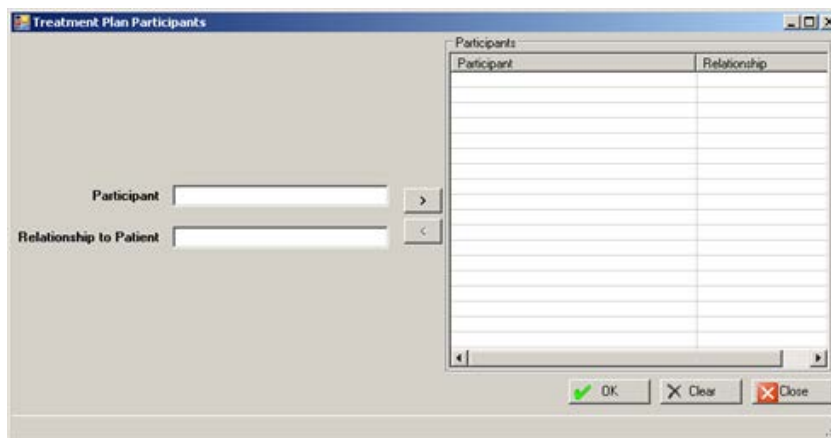 Treatment Plan Participants
Participants
Participant Relationship
Participant
>
Relationship to Patient
<
OK Clear Close